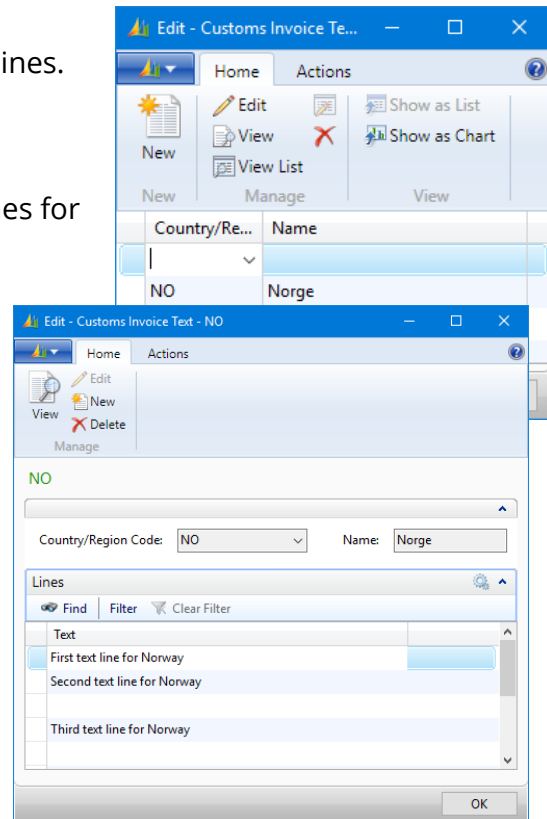 ines.
es for
Edit - Customs Invoice Te...
Home Actions
New
Edit
View
View List
Show as List
Show as Chart
New Manage View
Country/Re... Name
NO Norge
Edit - Customs Invoice Text - NO
Home Actions
View
Edit
New
Delete
Manage
NO
Country/Region Code: NO Name: Norge
Lines
Find Filter Clear Filter
Text
First text line for Norway
Second text line for Norway
Third text line for Norway
OK